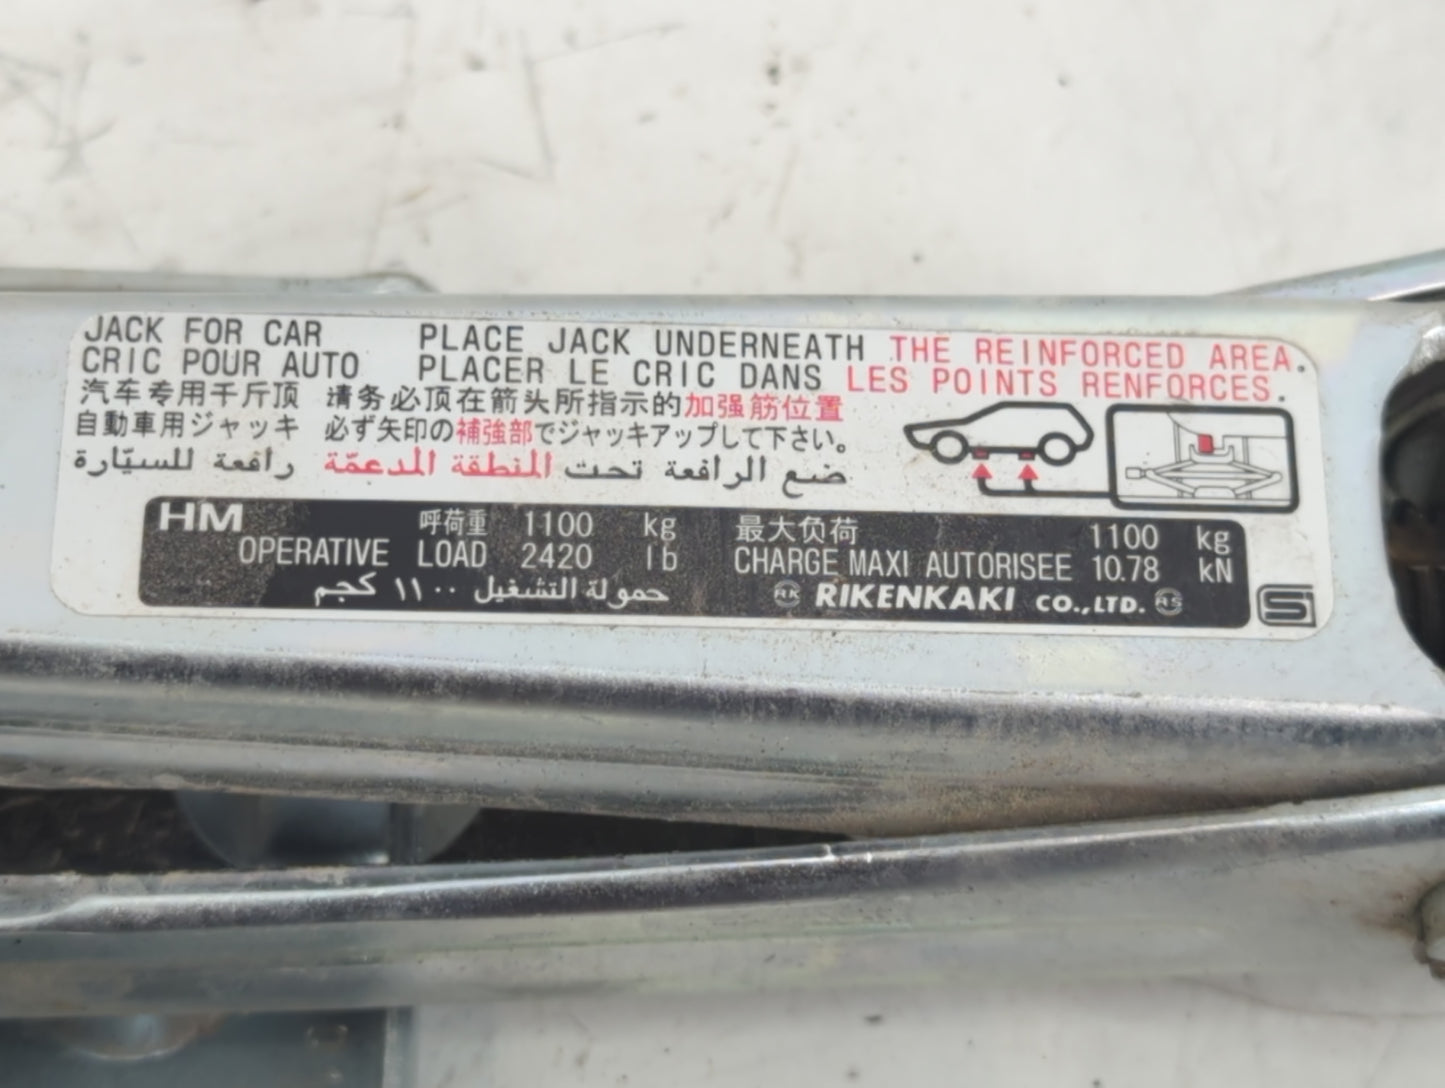 JACK FOR CAR PLACE JACK UNDERNEATH THE REINFORCED AREA.
CRIC POUR AUTO PLACER LE CRIC DANS LES POINTS RENFORCES.
汽车专用千斤顶 请务必顶在箭头所指示的加强筋位置
自動車用ジャッキ 必ず矢印の補強部でジャッキアップして下さい。
رافعة للسيّارة ضع الرافعة تحت المنطقة المدعمّة
HM 呼荷重 1100 kg 最大负荷 1100 kg
OPERATIVE LOAD 2420 lb CHARGE MAXI AUTORISEE 10.78 kN
حمولة التشغيل ١١٠٠ كجم RK RIKENKAKI CO.,LTD. RS